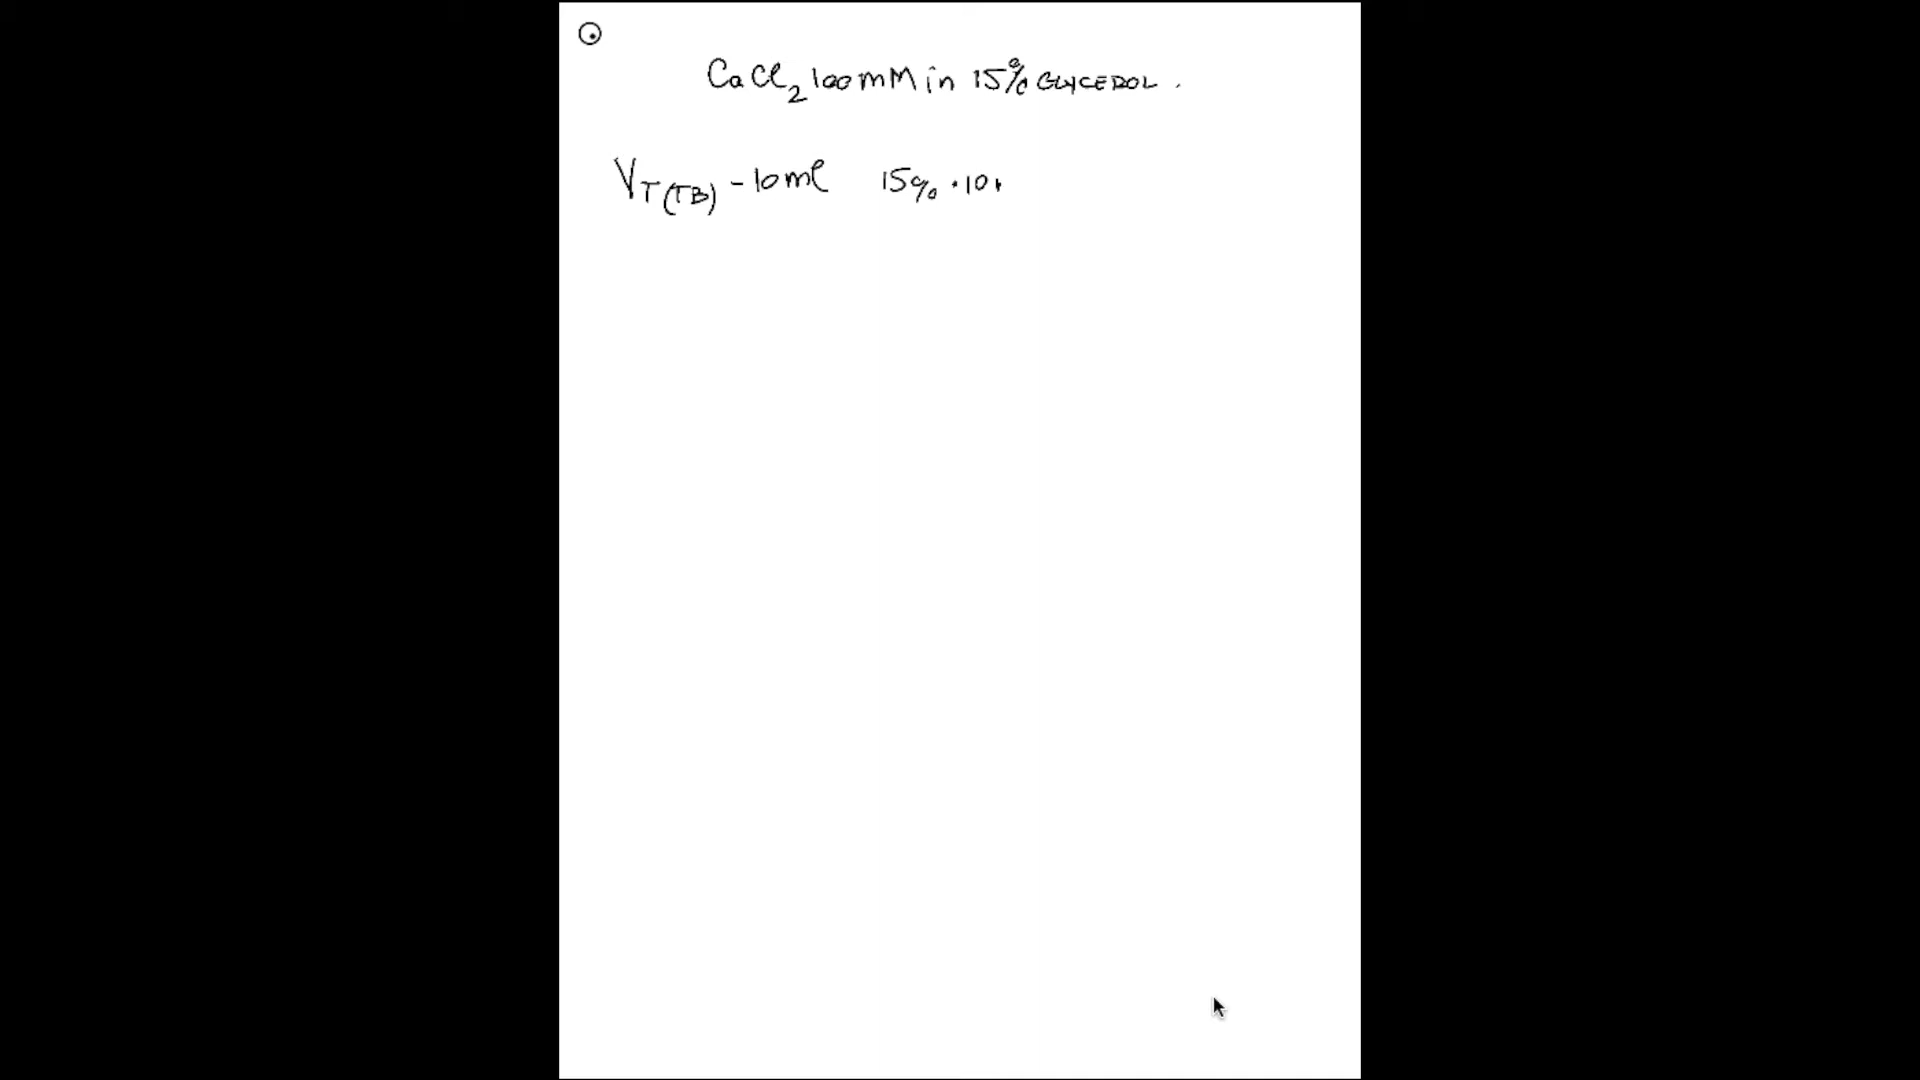 CaCl2 100mM in 15% GLYCEROL.
VT(TB) - 10ml 15% · 10